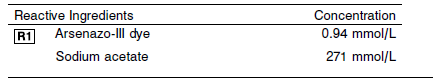 Reactive Ingredients Concentration
R1 Arsenazo-III dye 0.94 mmol/L
Sodium acetate 271 mmol/L